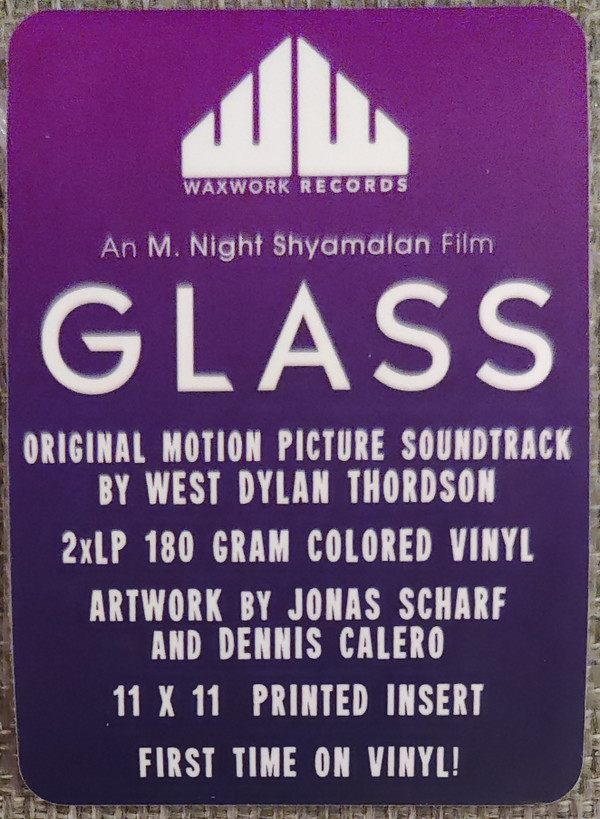 WAXWORK RECORDS
An M. Night Shyamalan Film
GLASS
ORIGINAL MOTION PICTURE SOUNDTRACK
BY WEST DYLAN THORDSON
2xLP 180 GRAM COLORED VINYL
ARTWORK BY JONAS SCHARF
AND DENNIS CALERO
11 X 11 PRINTED INSERT
FIRST TIME ON VINYL!